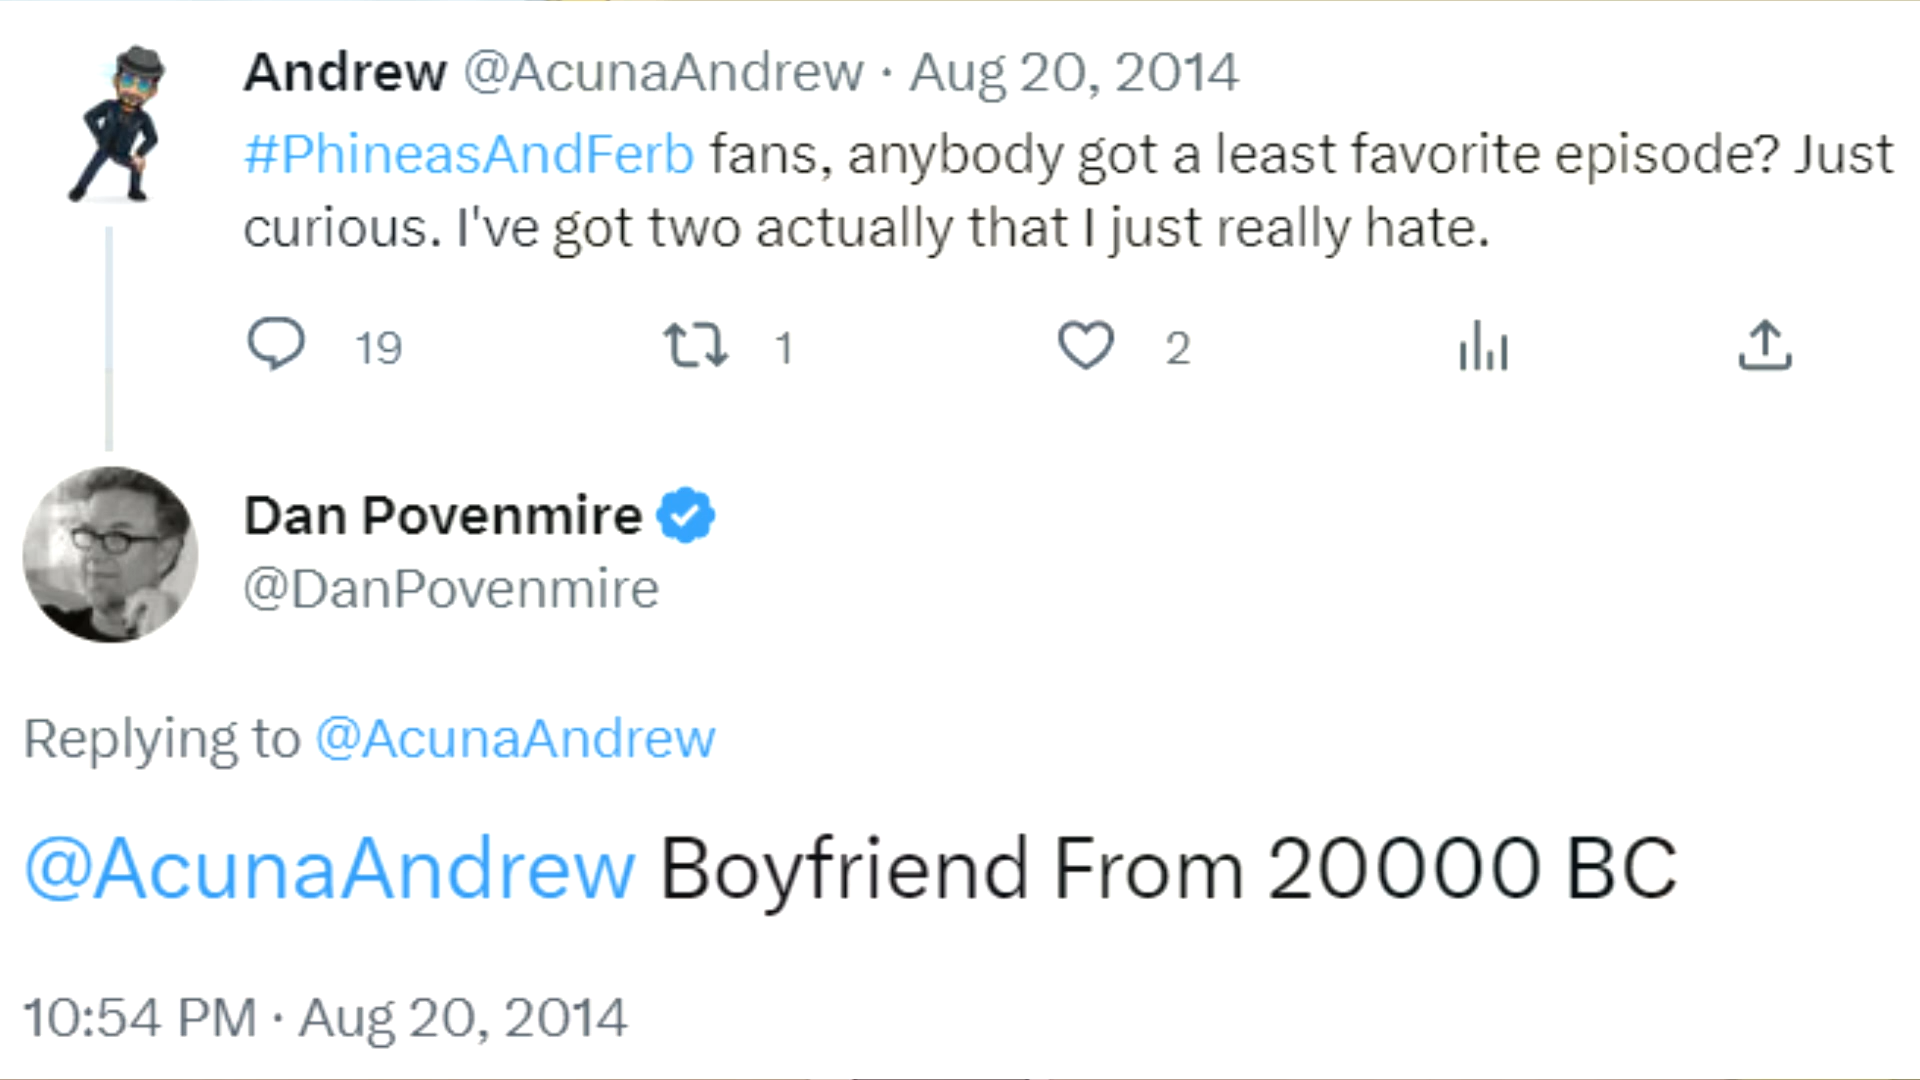 Andrew @AcunaAndrew · Aug 20, 2014
#PhineasAndFerb fans, anybody got a least favorite episode? Just
curious. I've got two actually that I just really hate.
19 1 2
Dan Povenmire
@DanPovenmire
Replying to @AcunaAndrew
@AcunaAndrew Boyfriend From 20000 BC
10:54 PM · Aug 20, 2014